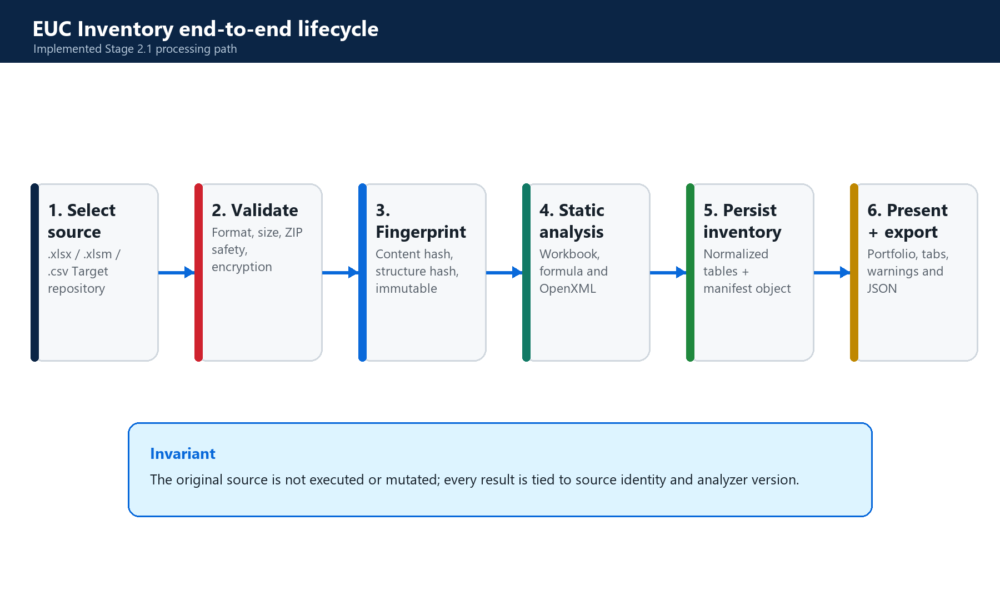 EUC Inventory end-to-end lifecycle
Implemented Stage 2.1 processing path
1. Select
source
.xlsx / .xlsm /
.csv Target
repository
2. Validate
Format, size, ZIP
safety,
encryption
3.
Fingerprint
Content hash,
structure hash,
immutable
4. Static
analysis
Workbook,
formula and
OpenXML
5. Persist
inventory
Normalized
tables +
manifest object
6. Present
+ export
Portfolio, tabs,
warnings and
JSON
Invariant
The original source is not executed or mutated; every result is tied to source identity and analyzer version.